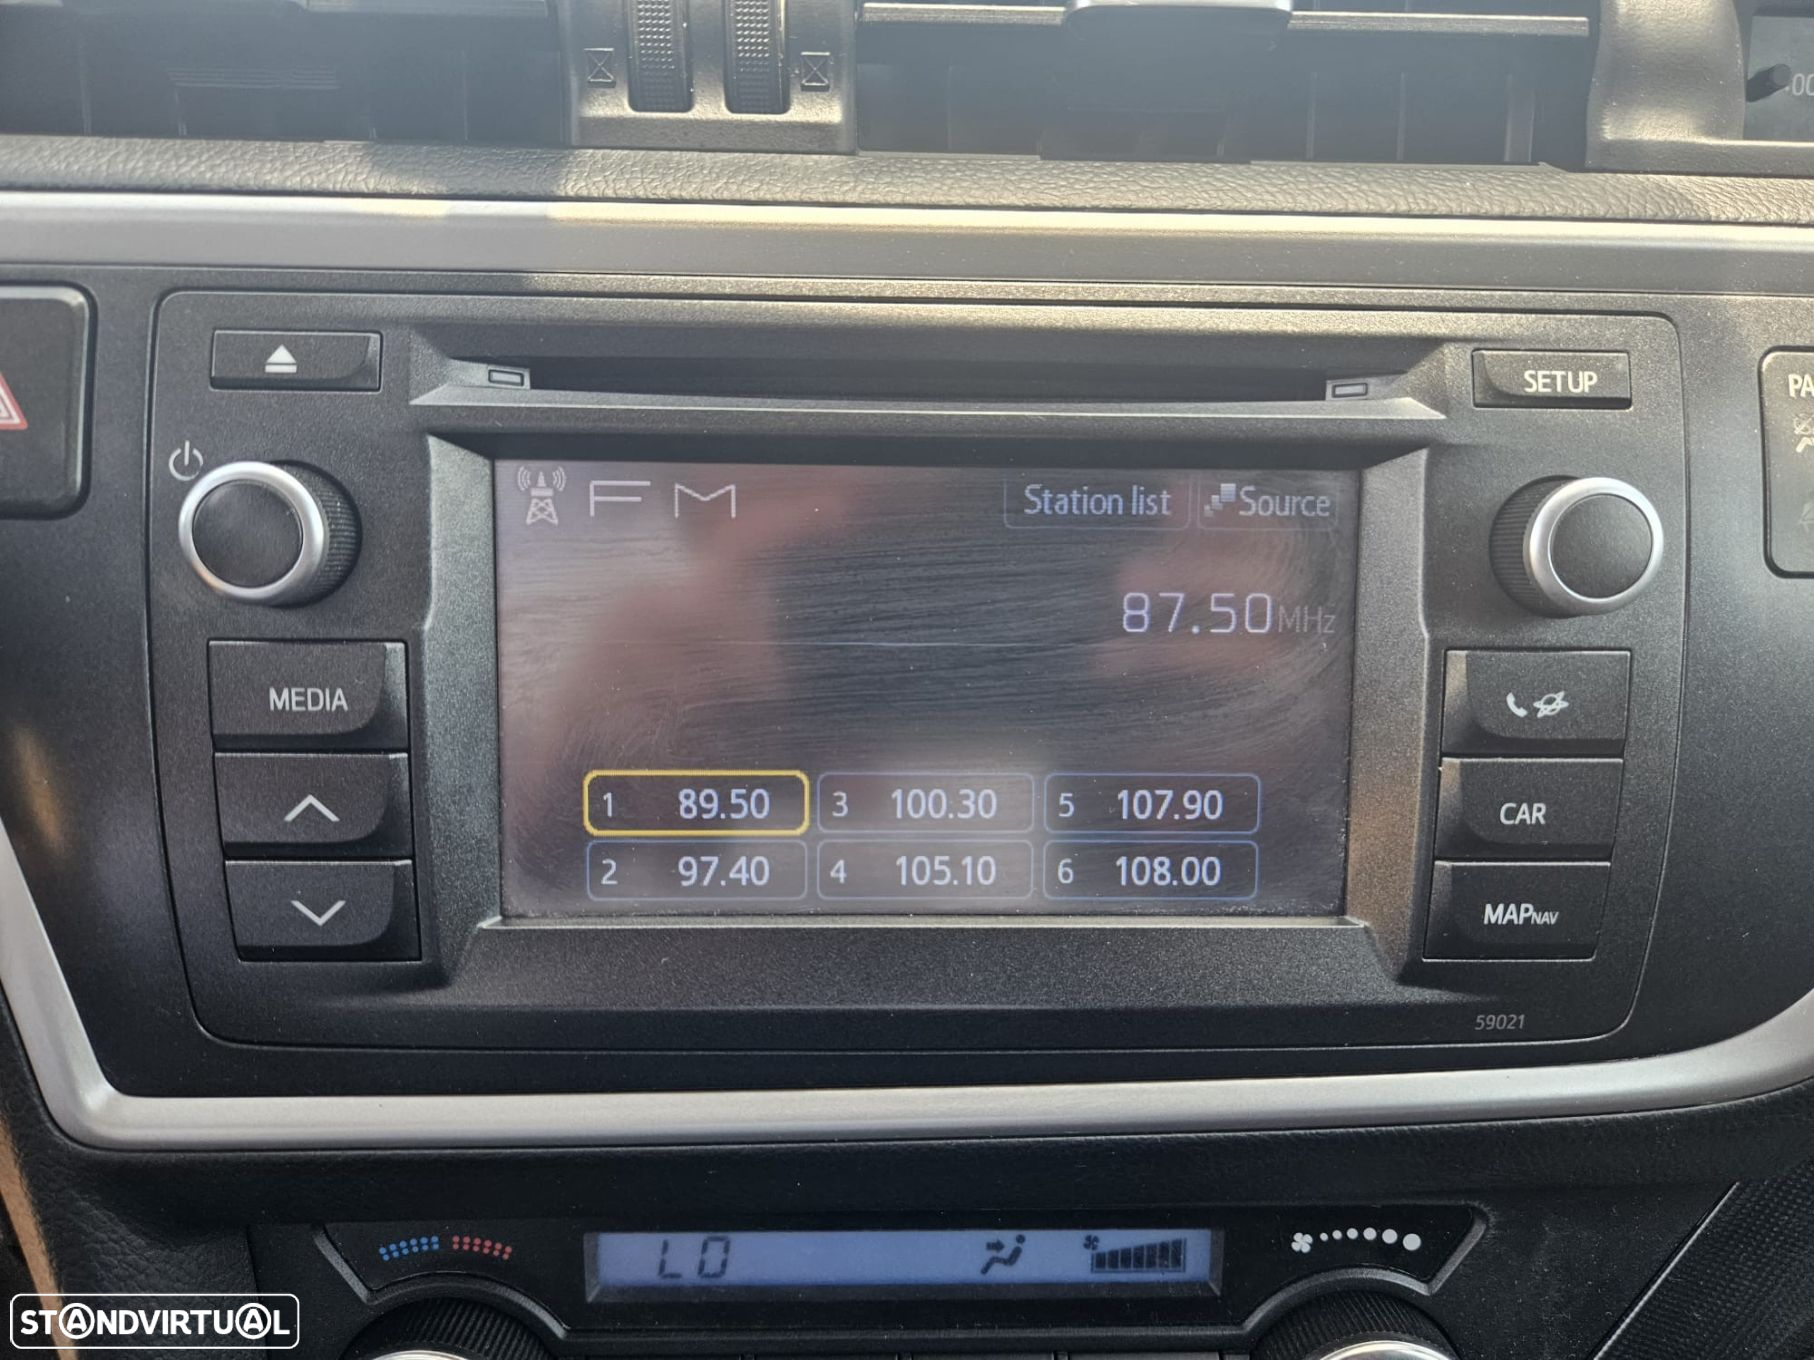 SETUP
FM
Station list
Source
87.50MHz
MEDIA
1 89.50
3 100.30
5 107.90
2 97.40
4 105.10
6 108.00
CAR
MAPNAV
59021
LO
STANDVIRTUAL